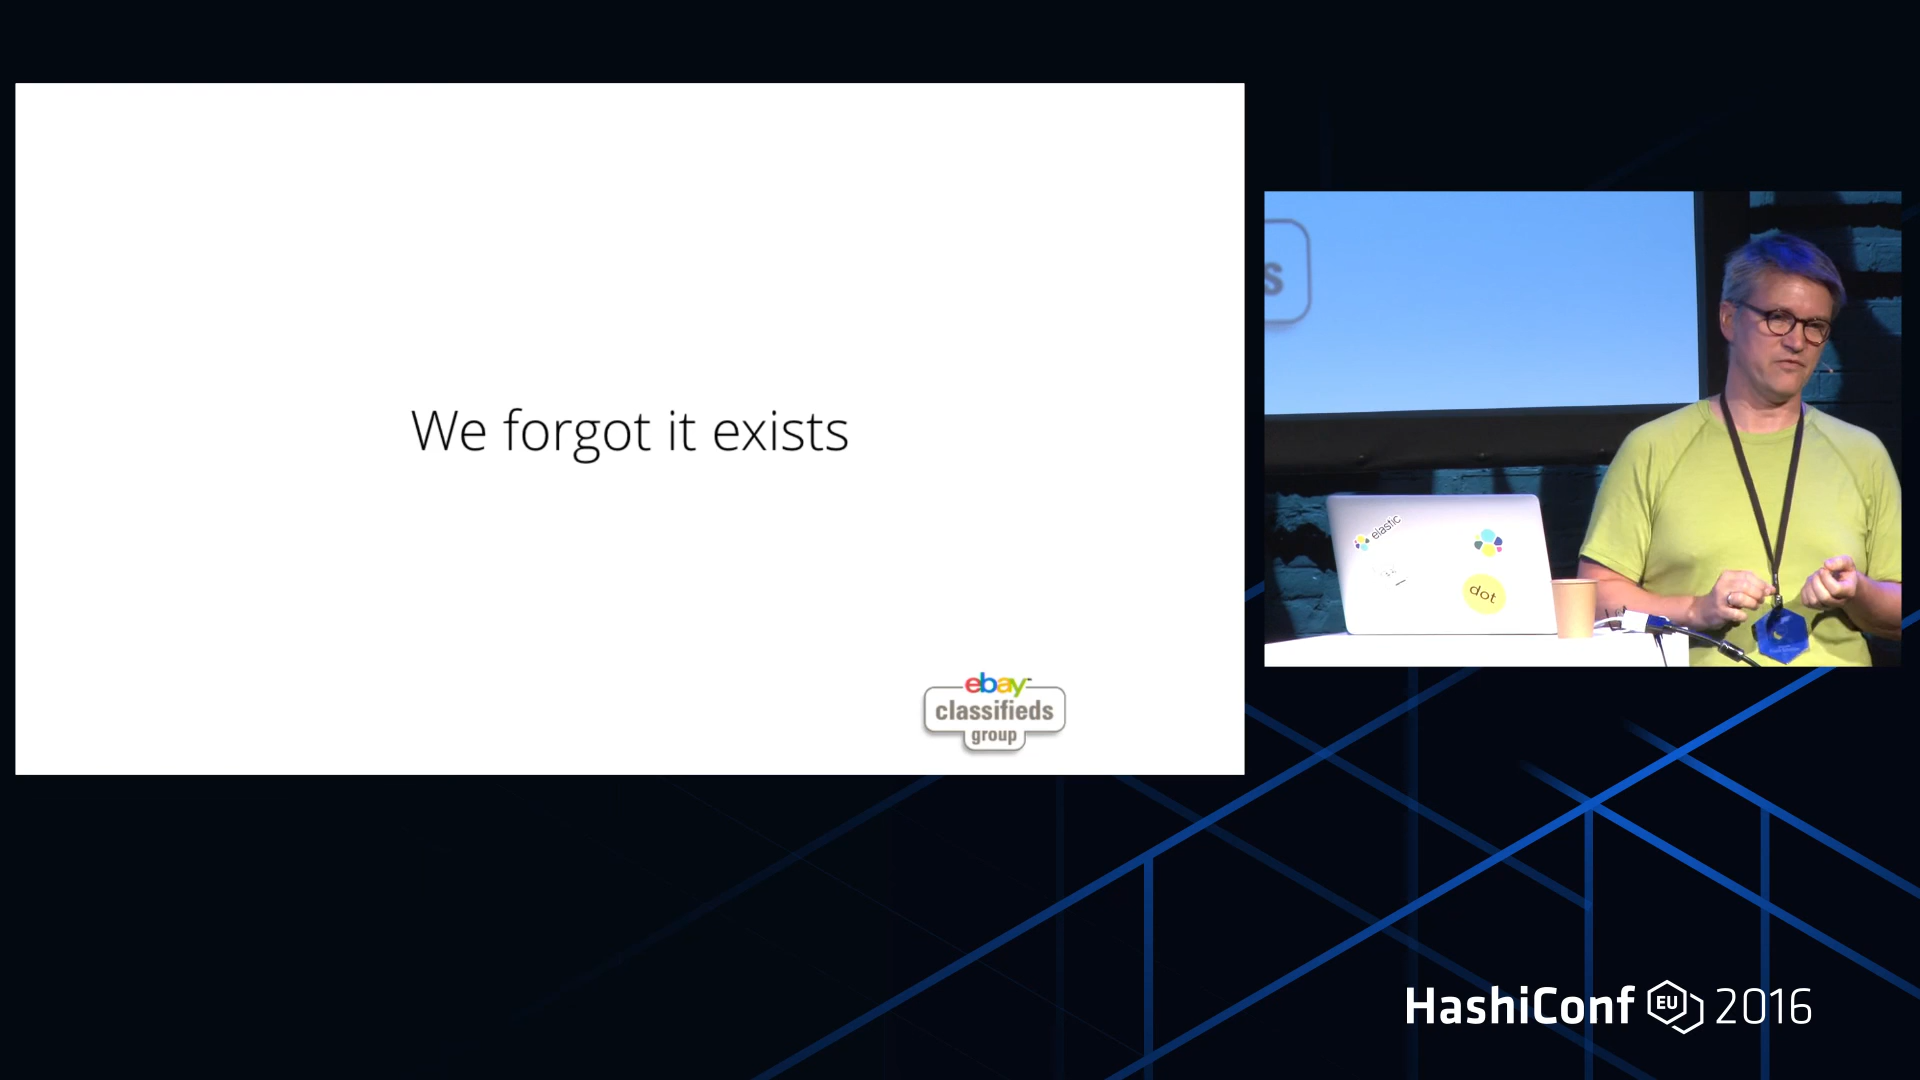 We forgot it exists
ebay
classifieds
group
s
elastic
dot
HashiConf EU 2016